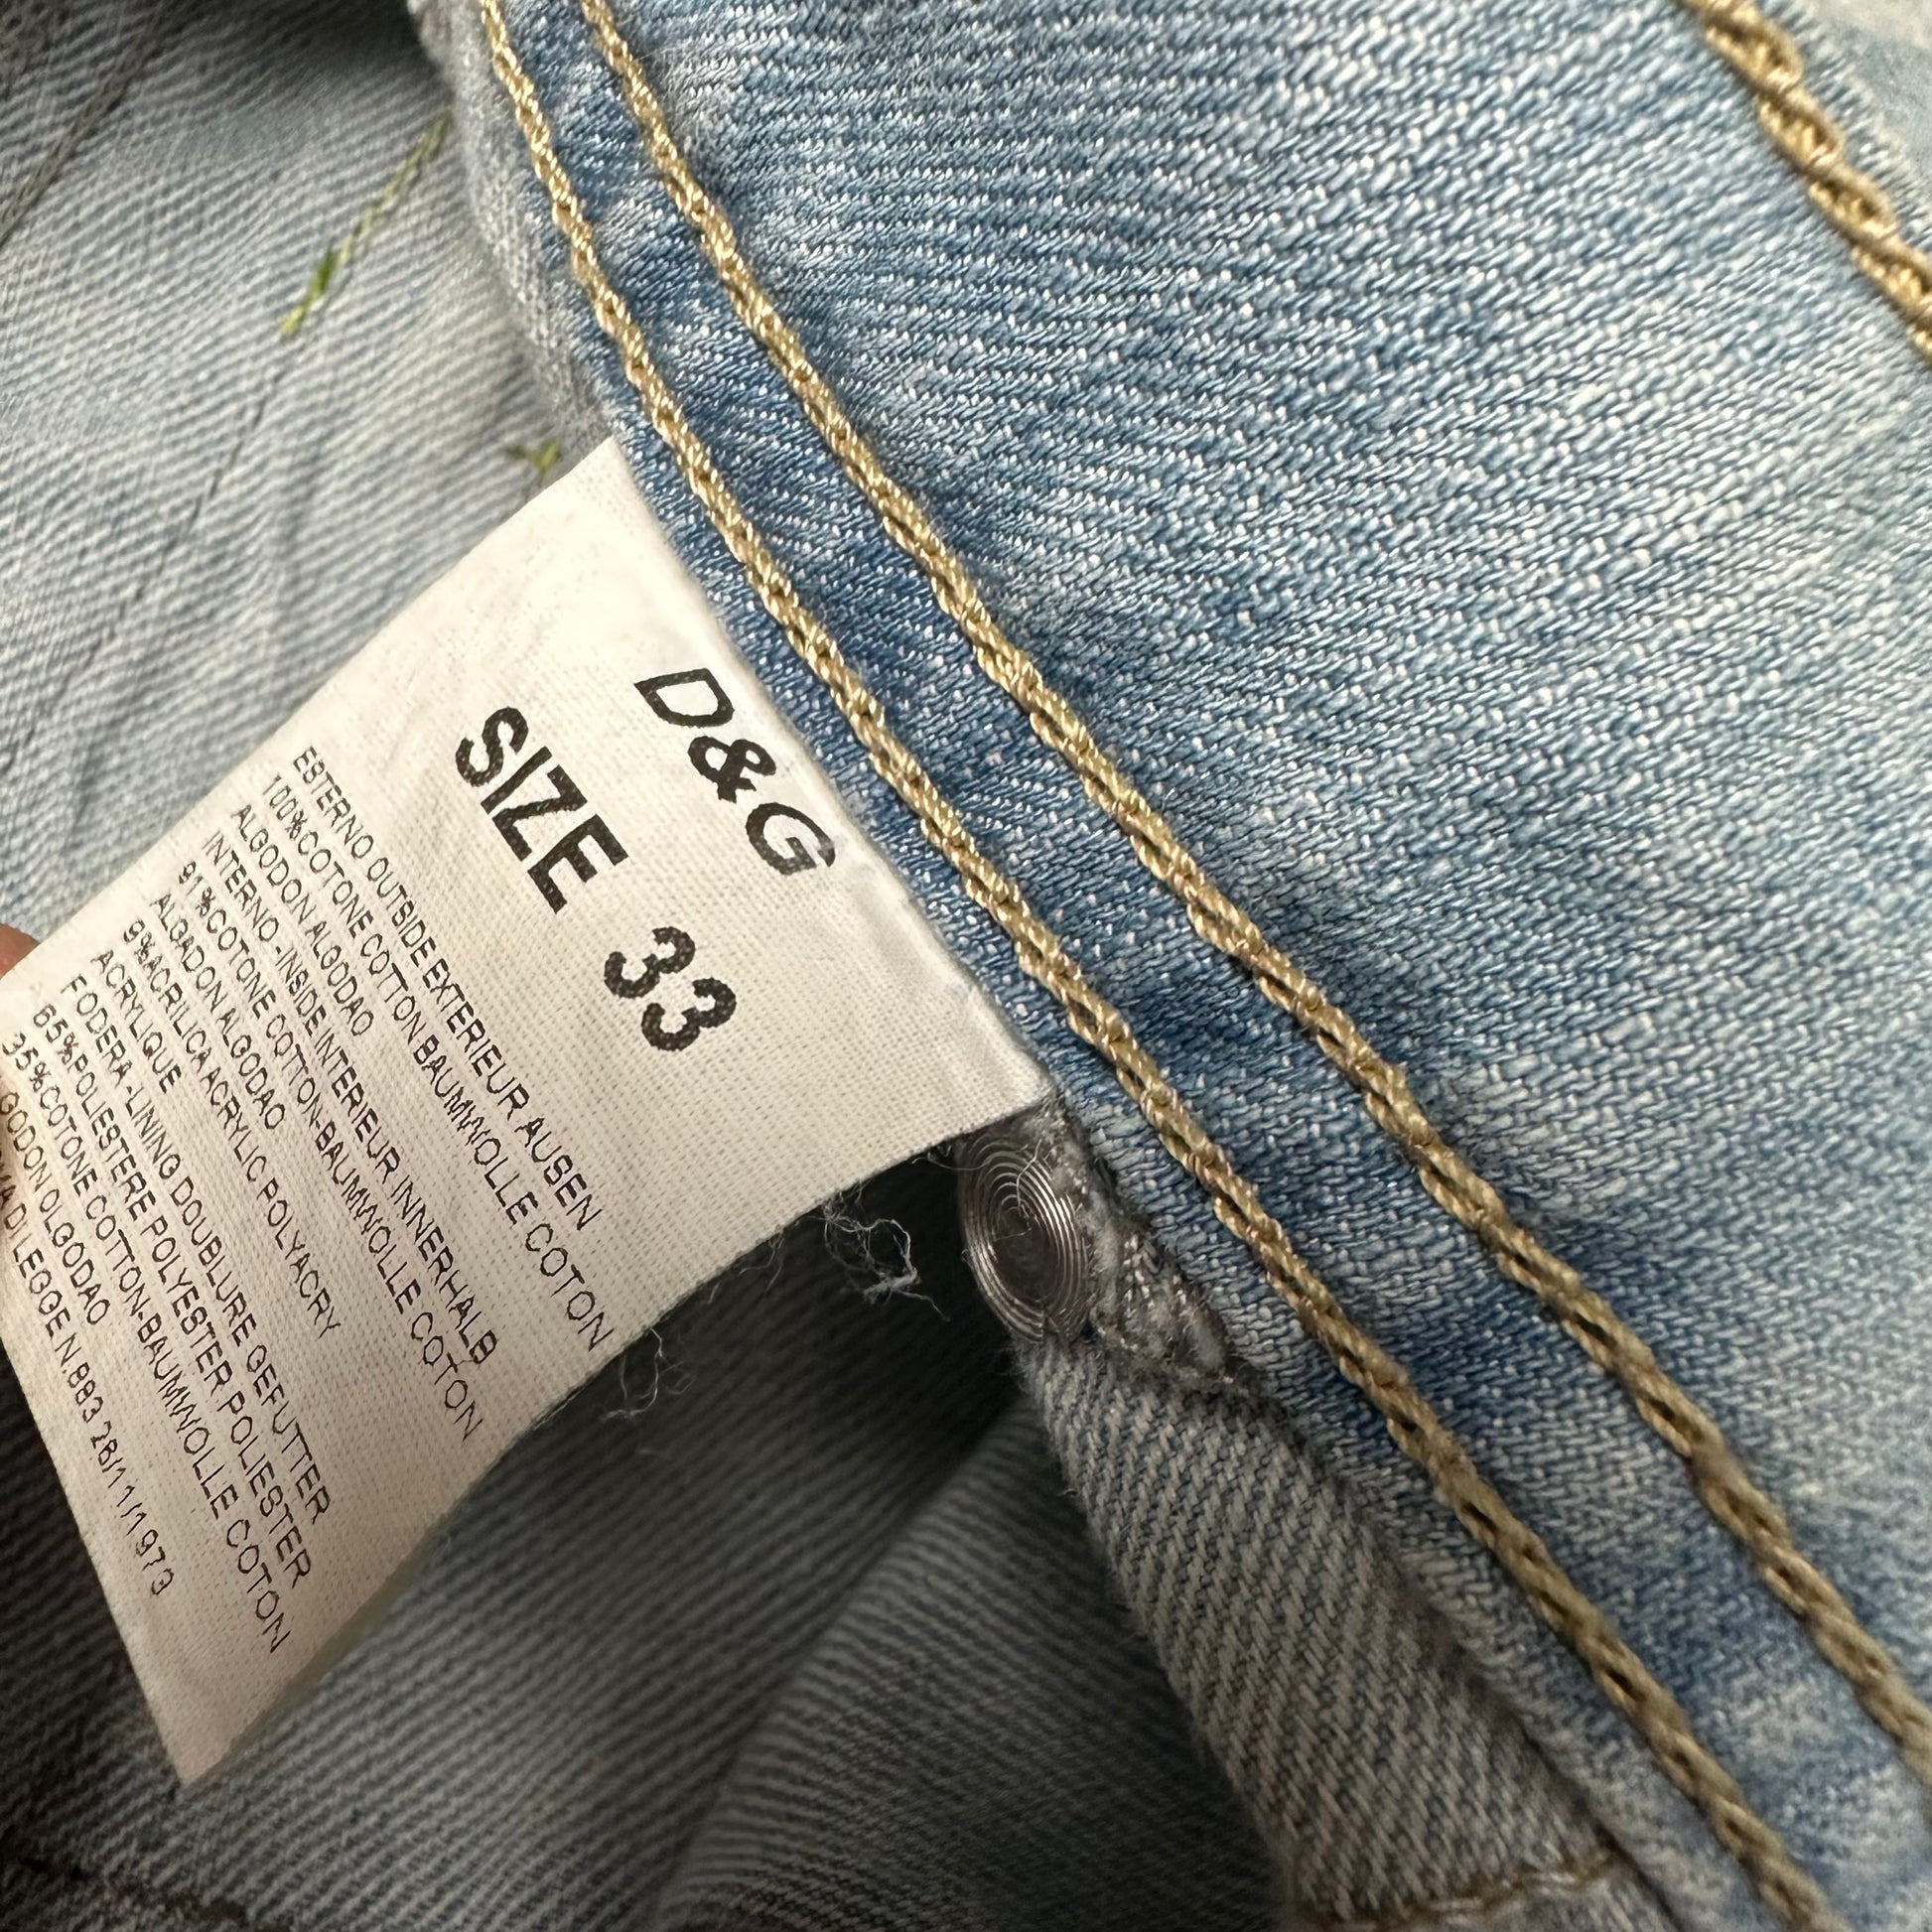 D&G
SIZE 33
ESTERNO OUTSIDE EXTERIEUR AUSEN
100%COTONE COTTON BAUMWOLLE COTON
ALGODON ALGODAO
INTERNO-INSIDE INTERIEUR INNERHALB
91%COTONE COTTON-BAUMWOLLE COTON
ALGADON ALGODAO
9%ACRILICA ACRYLIC POLYACRY
ACRYLIQUE
FODERA-LINING DOUBLURE GEFUTTER
65%POLIESTERE POLYESTER POLIESTER
35%COTONE COTTON-BAUMWOLLE COTON
GODON OLGODAO
DI LEGGE N.883 28/11/1973